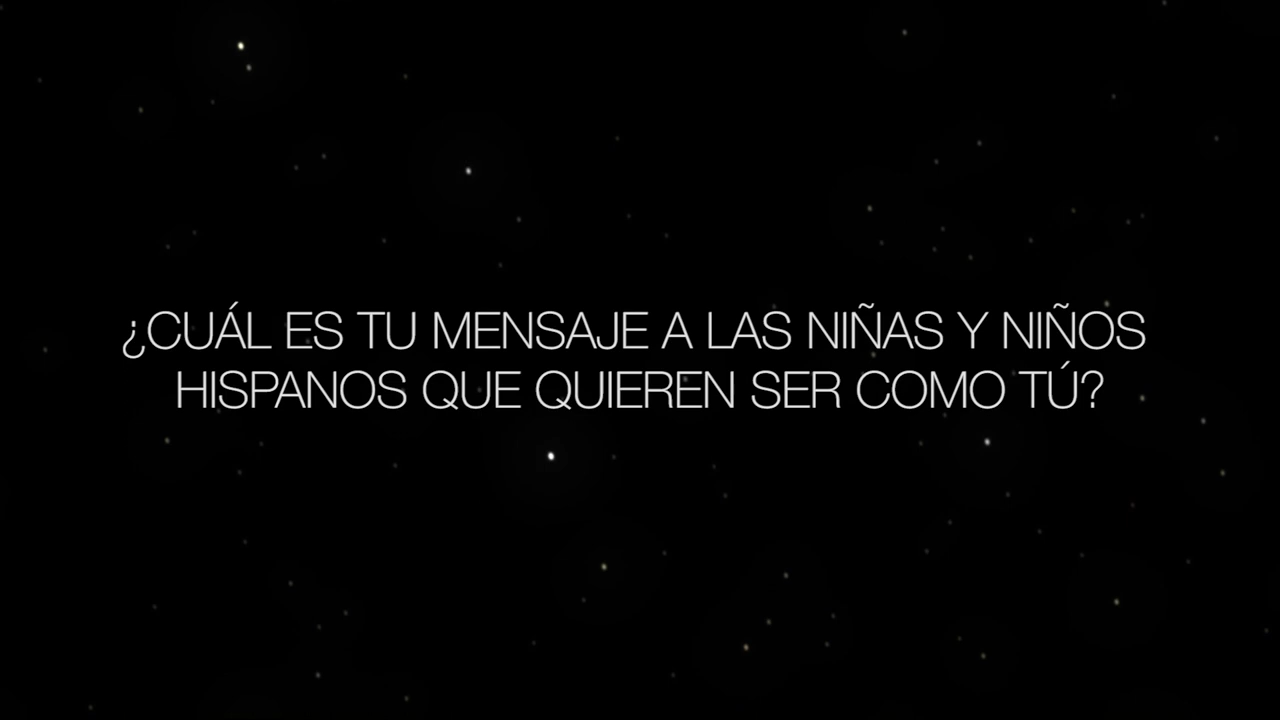 ¿CUÁL ES TU MENSAJE A LAS NIÑAS Y NIÑOS
HISPANOS QUE QUIEREN SER COMO TÚ?